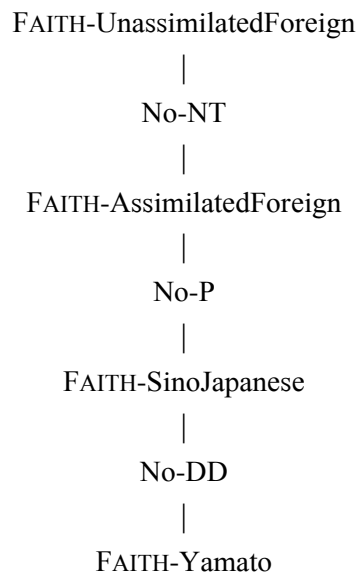 FAITH-UnassimilatedForeign
|
No-NT
|
FAITH-AssimilatedForeign
|
No-P
|
FAITH-SinoJapanese
|
No-DD
|
FAITH-Yamato